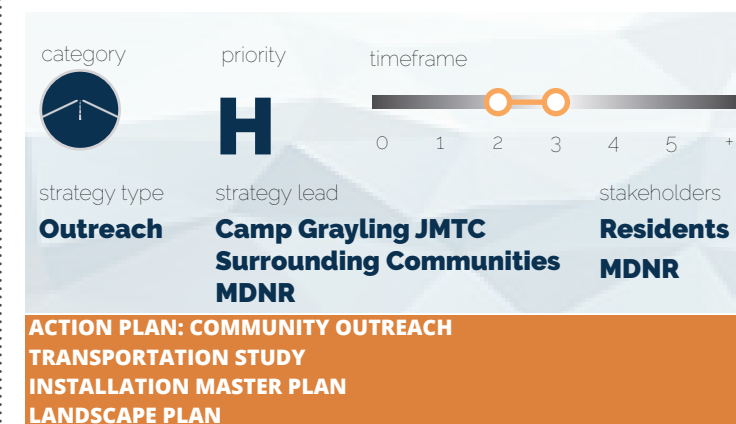 category
priority
timeframe
H
0 1 2 3 4 5 +
strategy type
strategy lead
stakeholders
Outreach
Camp Grayling JMTC
Surrounding Communities
MDNR
Residents
MDNR
ACTION PLAN: COMMUNITY OUTREACH
TRANSPORTATION STUDY
INSTALLATION MASTER PLAN
LANDSCAPE PLAN